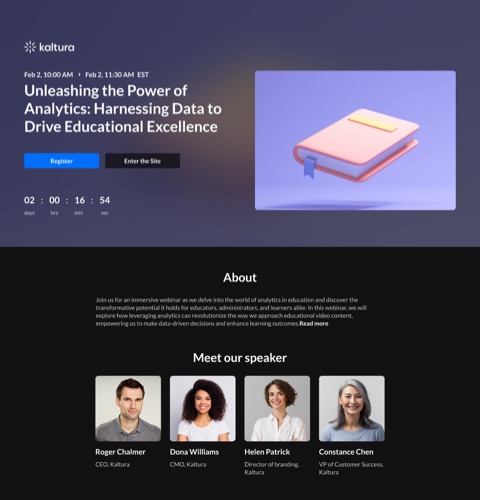 kaltura
Feb 2, 10:00 AM › Feb 2, 11:30 AM EST
Unleashing the Power of
Analytics: Harnessing Data to
Drive Educational Excellence
Register
Enter the Site
02 : 00 : 16 : 54
days hrs min sec
About
Join us for an immersive webinar as we delve into the world of analytics in education and discover the
transformative potential it holds for educators, administrators, and learners alike. In this webinar, we will
explore how leveraging analytics can revolutionize the way we approach educational video content,
empowering us to make data-driven decisions and enhance learning outcomes.Read more
Meet our speaker
Roger Chalmer
CEO, Kaltura
Dona Williams
CMO, Kaltura
Helen Patrick
Director of branding,
Kaltura
Constance Chen
VP of Customer Success,
Kaltura